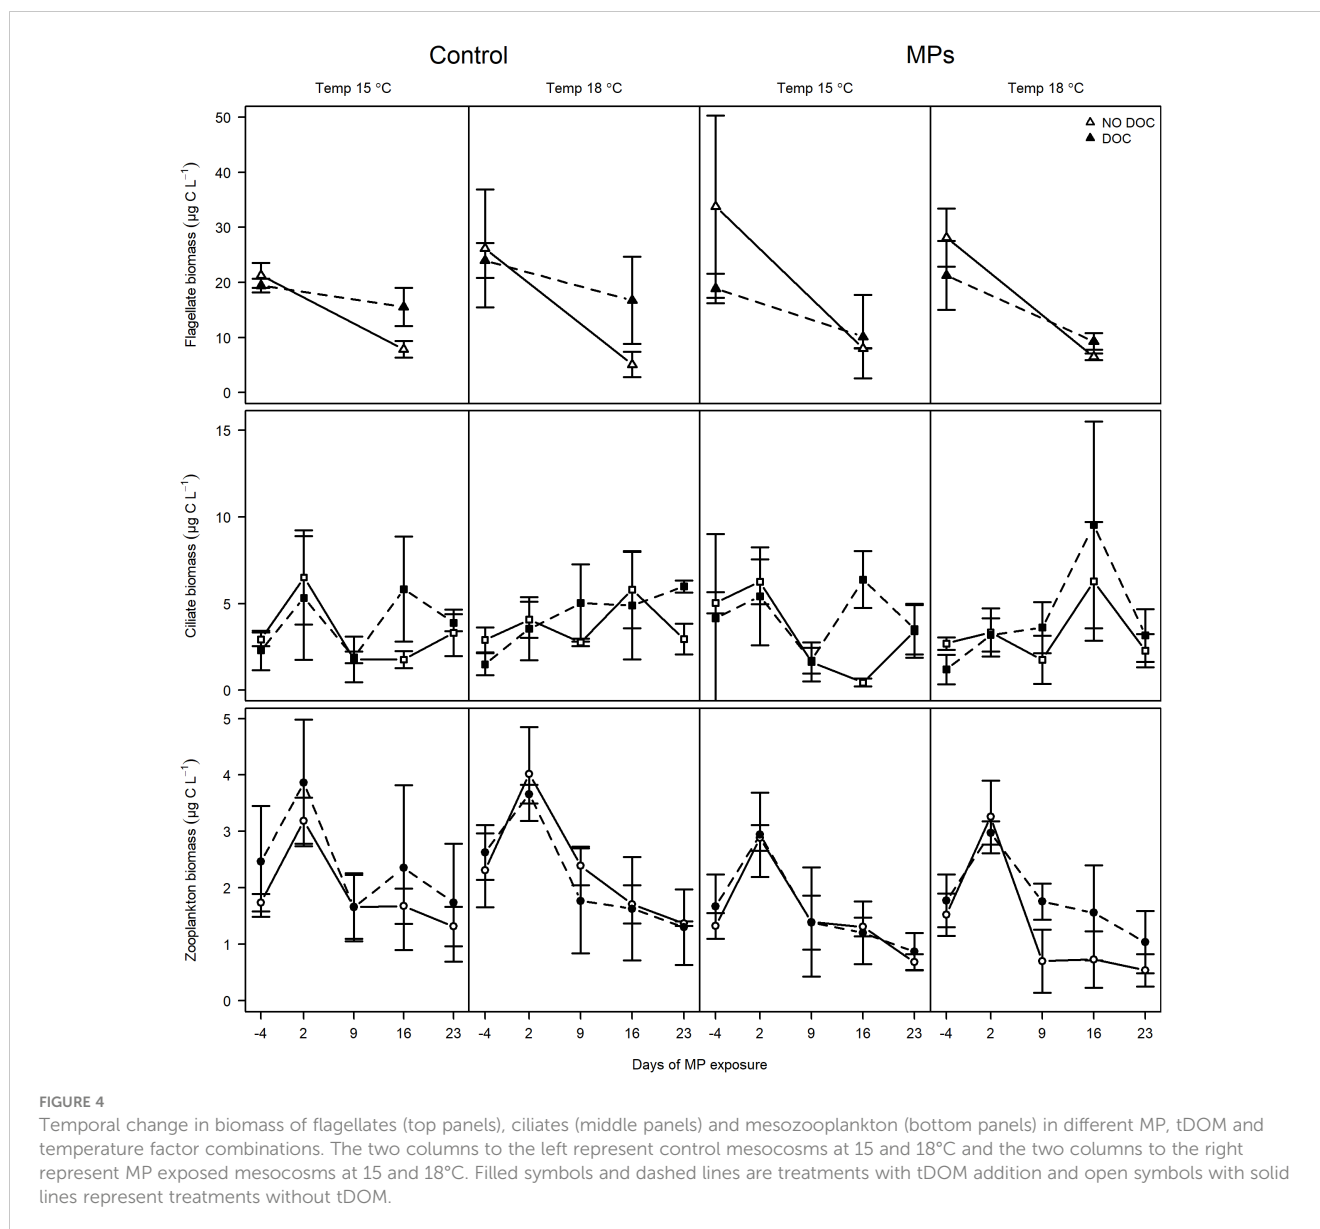 Control MPs
Temp 15 °C Temp 18 °C Temp 15 °C Temp 18 °C
NO DOC
DOC
Flagellate biomass (µg C L⁻¹)
50
40
30
20
10
0
Ciliate biomass (µg C L⁻¹)
15
10
5
0
Zooplankton biomass (µg C L⁻¹)
5
4
3
2
1
0
-4 2 9 16 23 -4 2 9 16 23 -4 2 9 16 23 -4 2 9 16 23
Days of MP exposure
FIGURE 4
Temporal change in biomass of flagellates (top panels), ciliates (middle panels) and mesozooplankton (bottom panels) in different MP, tDOM and
temperature factor combinations. The two columns to the left represent control mesocosms at 15 and 18°C and the two columns to the right
represent MP exposed mesocosms at 15 and 18°C. Filled symbols and dashed lines are treatments with tDOM addition and open symbols with solid
lines represent treatments without tDOM.